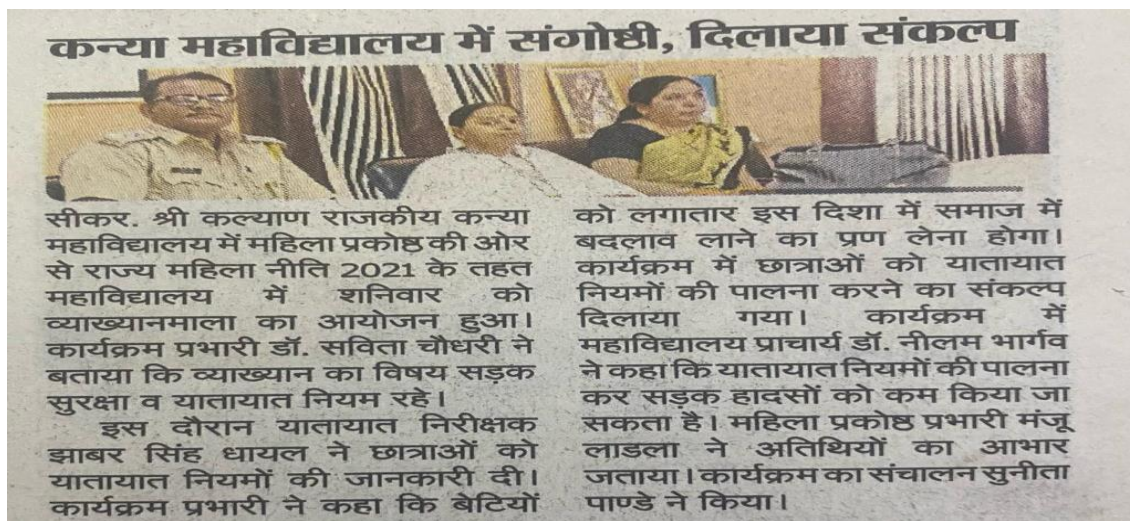 कन्या महाविद्यालय में संगोष्ठी, दिलाया संकल्प
सीकर. श्री कल्याण राजकीय कन्या
महाविद्यालय में महिला प्रकोष्ठ की ओर
से राज्य महिला नीति 2021 के तहत
महाविद्यालय में शनिवार को
व्याख्यानमाला का आयोजन हुआ।
कार्यक्रम प्रभारी डॉ. सविता चौधरी ने
बताया कि व्याख्यान का विषय सड़क
सुरक्षा व यातायात नियम रहे।
इस दौरान यातायात निरीक्षक
झाबर सिंह धायल ने छात्राओं को
यातायात नियमों की जानकारी दी।
कार्यक्रम प्रभारी ने कहा कि बेटियों
को लगातार इस दिशा में समाज में
बदलाव लाने का प्रण लेना होगा।
कार्यक्रम में छात्राओं को यातायात
नियमों की पालना करने का संकल्प
दिलाया गया। कार्यक्रम में
महाविद्यालय प्राचार्य डॉ. नीलम भार्गव
ने कहा कि यातायात नियमों की पालना
कर सड़क हादसों को कम किया जा
सकता है। महिला प्रकोष्ठ प्रभारी मंजू
लाडला ने अतिथियों का आभार
जताया। कार्यक्रम का संचालन सुनीता
पाण्डे ने किया।